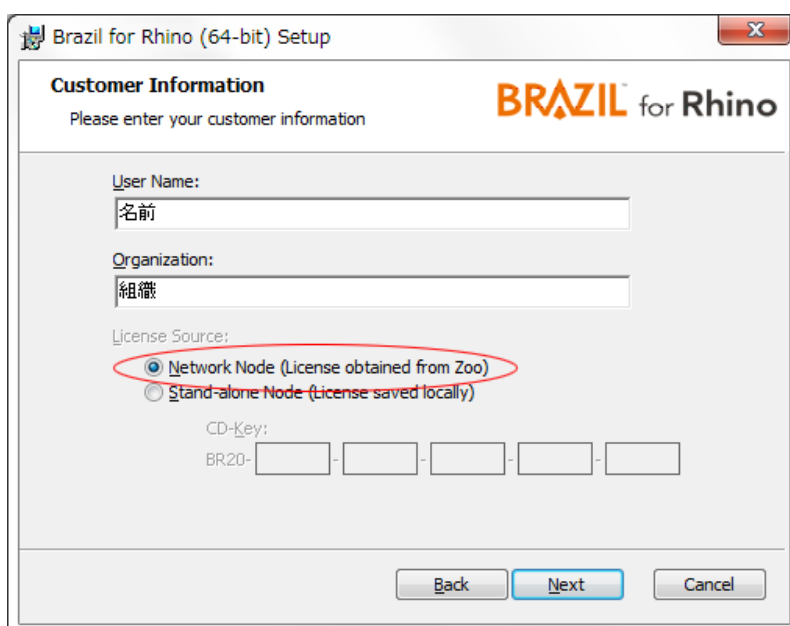 Brazil for Rhino (64-bit) Setup
Customer Information
Please enter your customer information
BRAZIL™ for Rhino
User Name:
名前
Organization:
組織
License Source:
Network Node (License obtained from Zoo)
Stand-alone Node (License saved locally)
CD-Key:
BR20- - - - -
Back Next Cancel